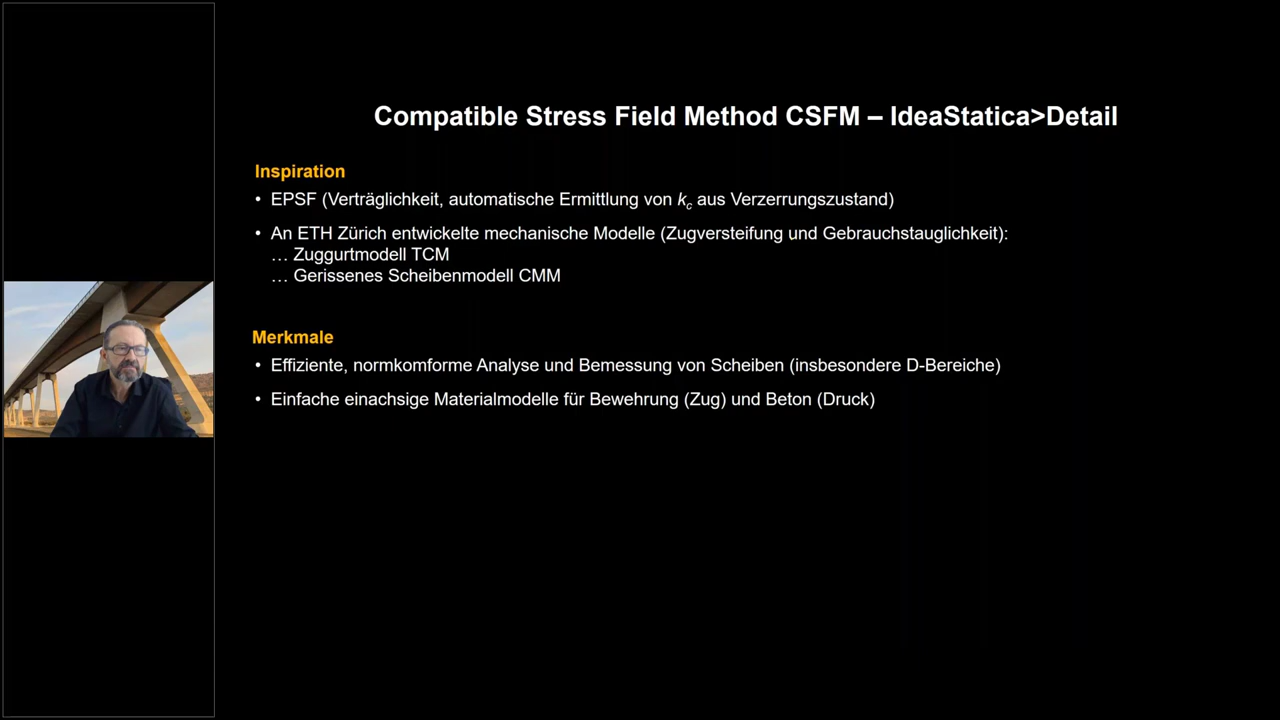 Compatible Stress Field Method CSFM – IdeaStatica>Detail
Inspiration
• EPSF (Verträglichkeit, automatische Ermittlung von kc aus Verzerrungszustand)
• An ETH Zürich entwickelte mechanische Modelle (Zugversteifung und Gebrauchstauglichkeit):
… Zuggurtmodell TCM
… Gerissenes Scheibenmodell CMM
Merkmale
• Effiziente, normkomforme Analyse und Bemessung von Scheiben (insbesondere D-Bereiche)
• Einfache einachsige Materialmodelle für Bewehrung (Zug) und Beton (Druck)